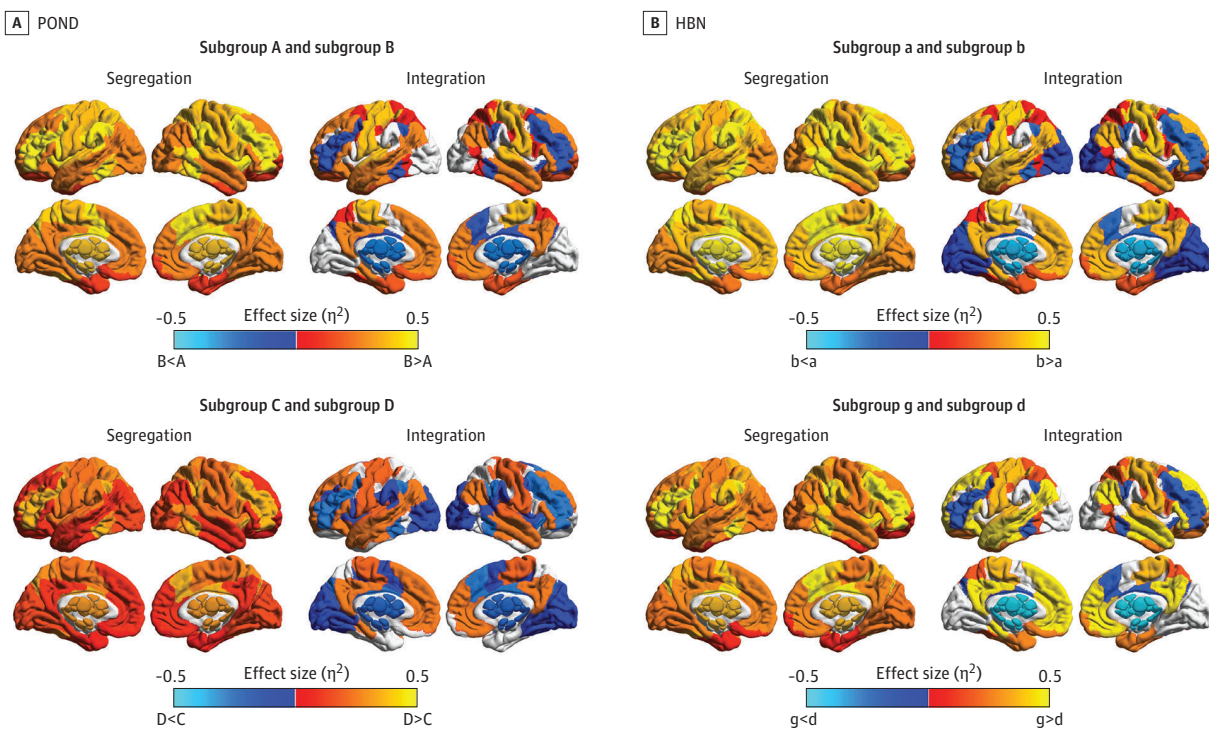 A POND
Subgroup A and subgroup B
Segregation
Integration
-0.5 Effect size (η²) 0.5
B<A B>A
Subgroup C and subgroup D
Segregation
Integration
-0.5 Effect size (η²) 0.5
D<C D>C
B HBN
Subgroup a and subgroup b
Segregation
Integration
-0.5 Effect size (η²) 0.5
b<a b>a
Subgroup g and subgroup d
Segregation
Integration
-0.5 Effect size (η²) 0.5
g<d g>d